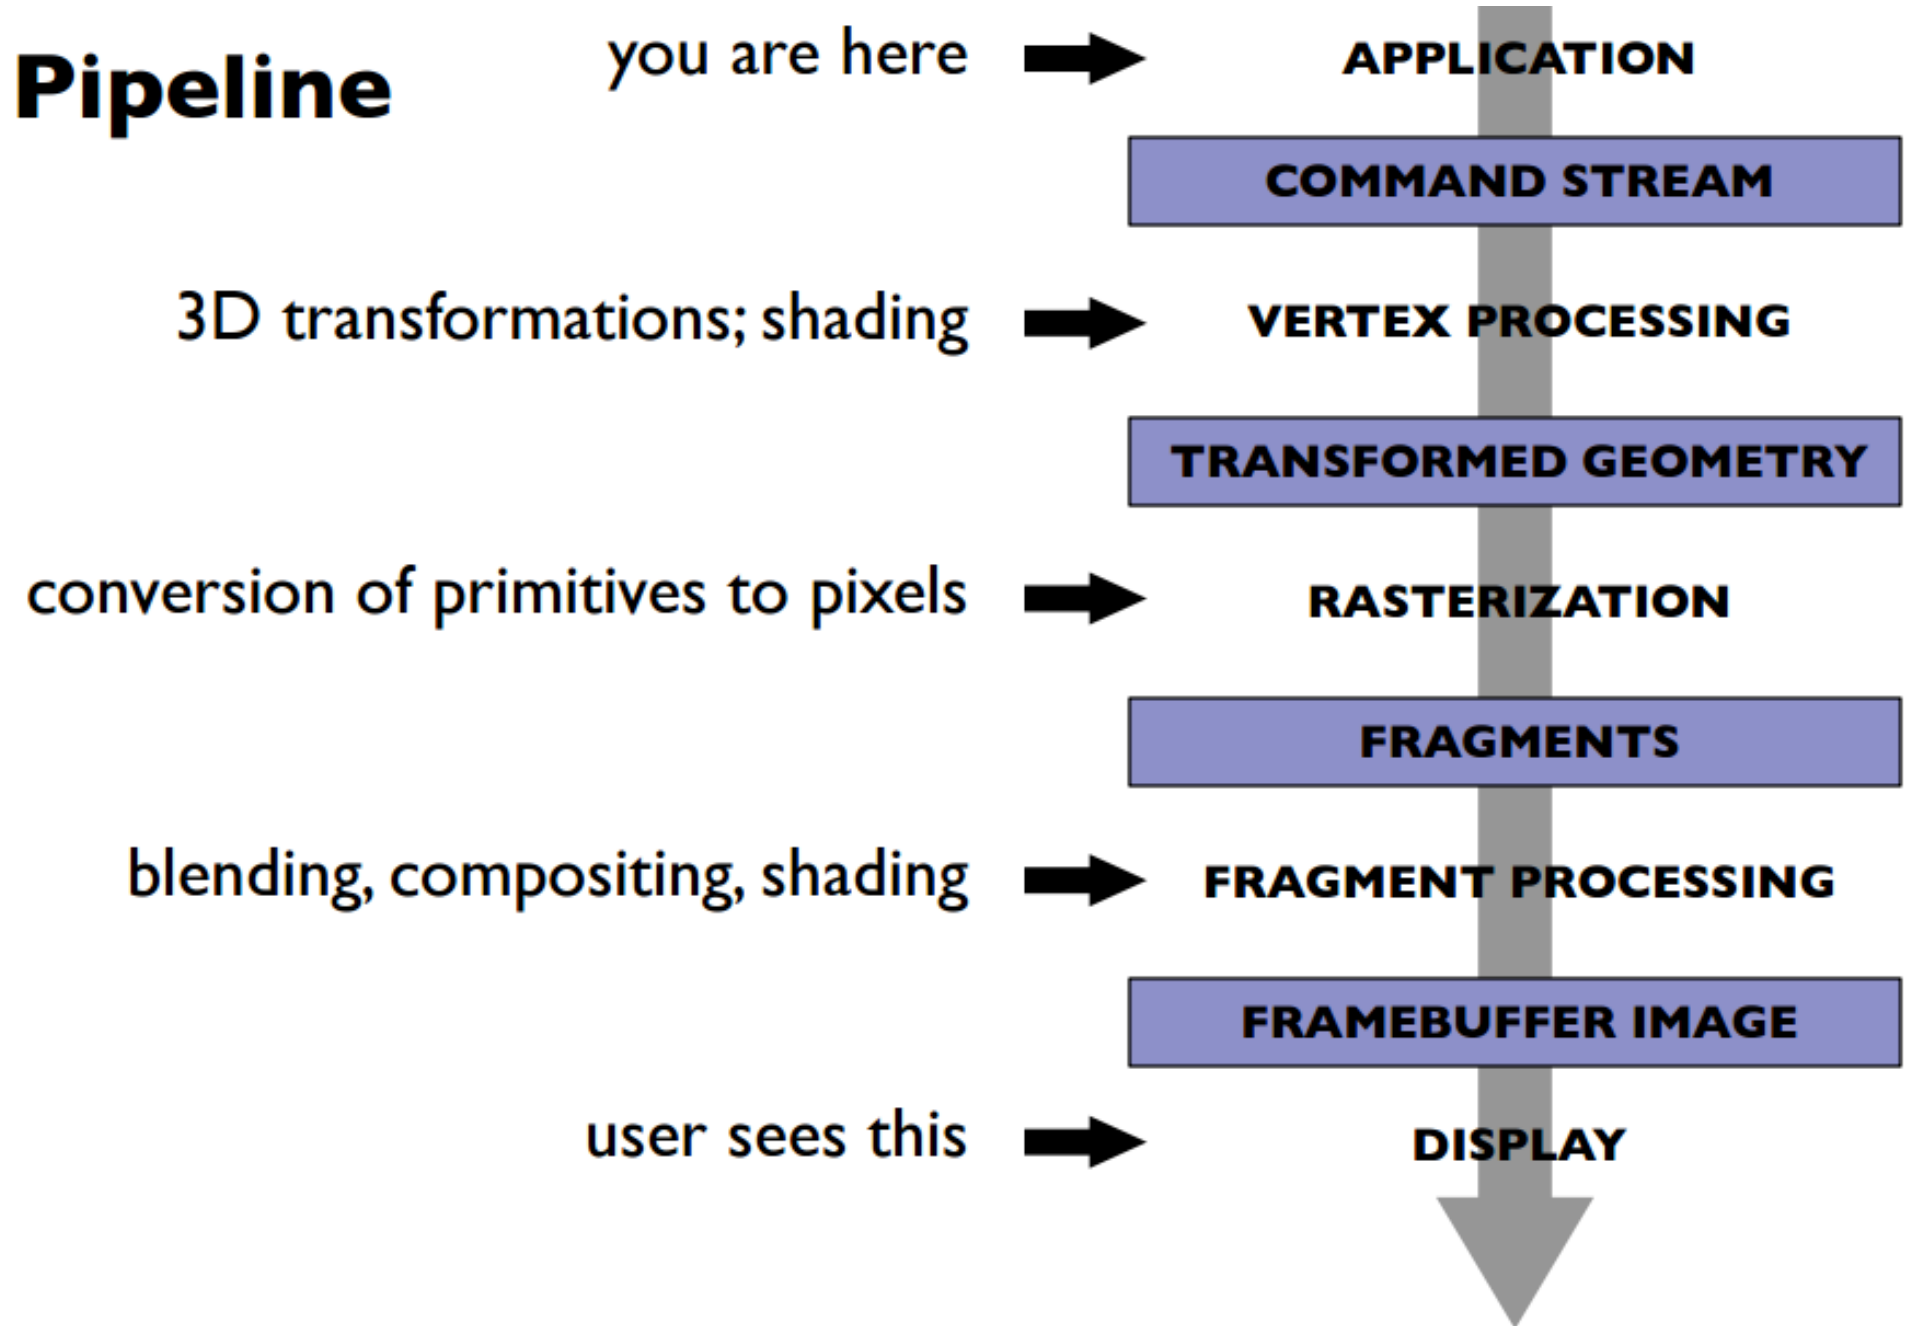 Pipeline
you are here
APPLICATION
COMMAND STREAM
3D transformations; shading
VERTEX PROCESSING
TRANSFORMED GEOMETRY
conversion of primitives to pixels
RASTERIZATION
FRAGMENTS
blending, compositing, shading
FRAGMENT PROCESSING
FRAMEBUFFER IMAGE
user sees this
DISPLAY